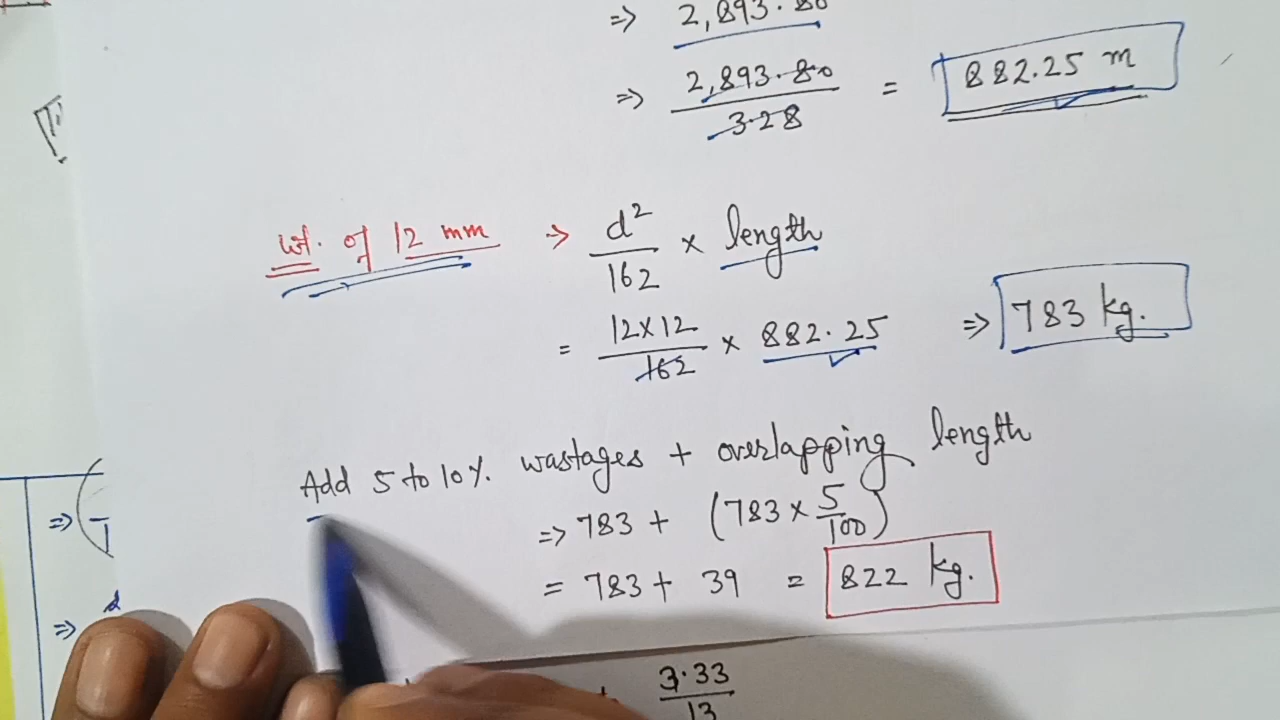 ⇒ 2,893.80
⇒ 2,893.80 / 3.28 = 882.25 m
wt. of 12 mm → d² / 162 × length
= 12×12 / 162 × 882.25 ⇒ 783 kg.
Add 5 to 10%. wastages + overlapping length
⇒ 783 + (783 × 5/100)
= 783 + 39 = 822 kg.
⇒
⇒ d
3.33 / 13